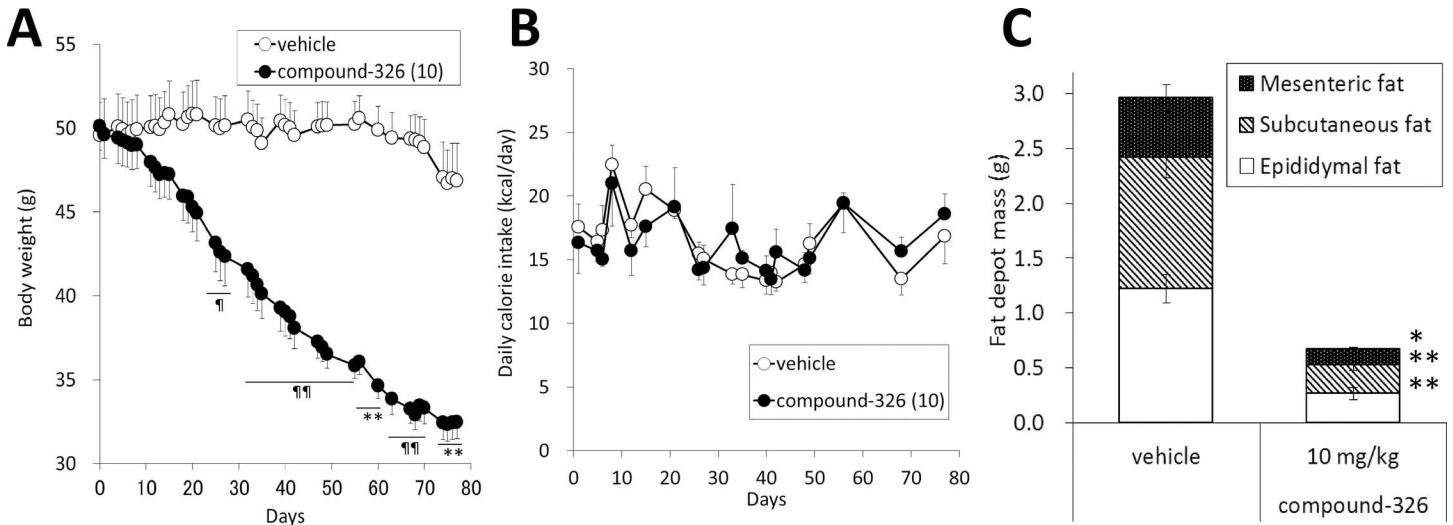 A
Body weight (g)
55
50
45
40
35
30
vehicle
compound-326 (10)
¶
¶¶
**
¶¶
**
0 10 20 30 40 50 60 70 80
Days
B
Daily calorie intake (kcal/day)
30
25
20
15
10
5
0
vehicle
compound-326 (10)
0 10 20 30 40 50 60 70 80
Days
C
Fat depot mass (g)
3.0
2.5
2.0
1.5
1.0
0.5
0.0
Mesenteric fat
Subcutaneous fat
Epididymal fat
*
**
**
vehicle
10 mg/kg
compound-326